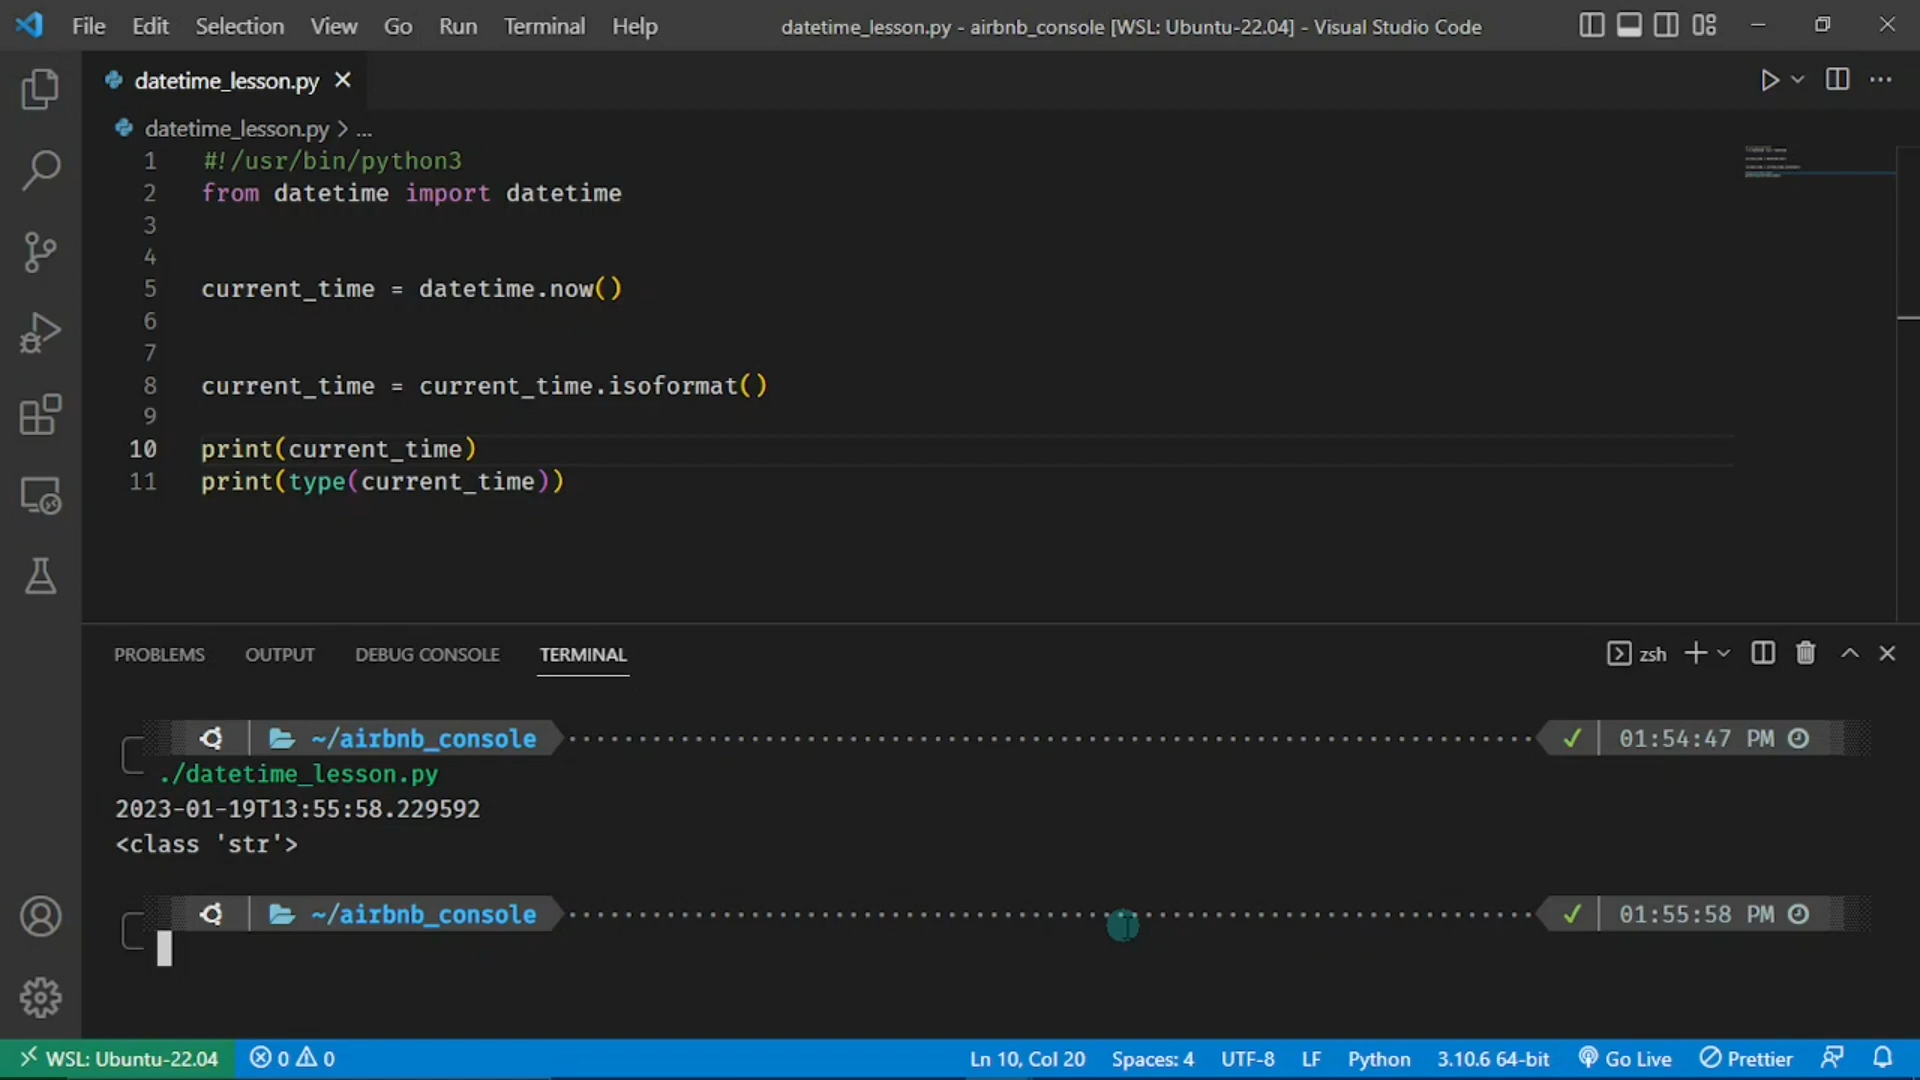 File Edit Selection View Go Run Terminal Help datetime_lesson.py - airbnb_console [WSL: Ubuntu-22.04] - Visual Studio Code
datetime_lesson.py
datetime_lesson.py > ...
1 #!/usr/bin/python3
2 from datetime import datetime
3
4
5 current_time = datetime.now()
6
7
8 current_time = current_time.isoformat()
9
10 print(current_time)
11 print(type(current_time))
PROBLEMS OUTPUT DEBUG CONSOLE TERMINAL zsh
~/airbnb_console 01:54:47 PM
./datetime_lesson.py
2023-01-19T13:55:58.229592
<class 'str'>
~/airbnb_console 01:55:58 PM
WSL: Ubuntu-22.04 0 0 Ln 10, Col 20 Spaces: 4 UTF-8 LF Python 3.10.6 64-bit Go Live Prettier